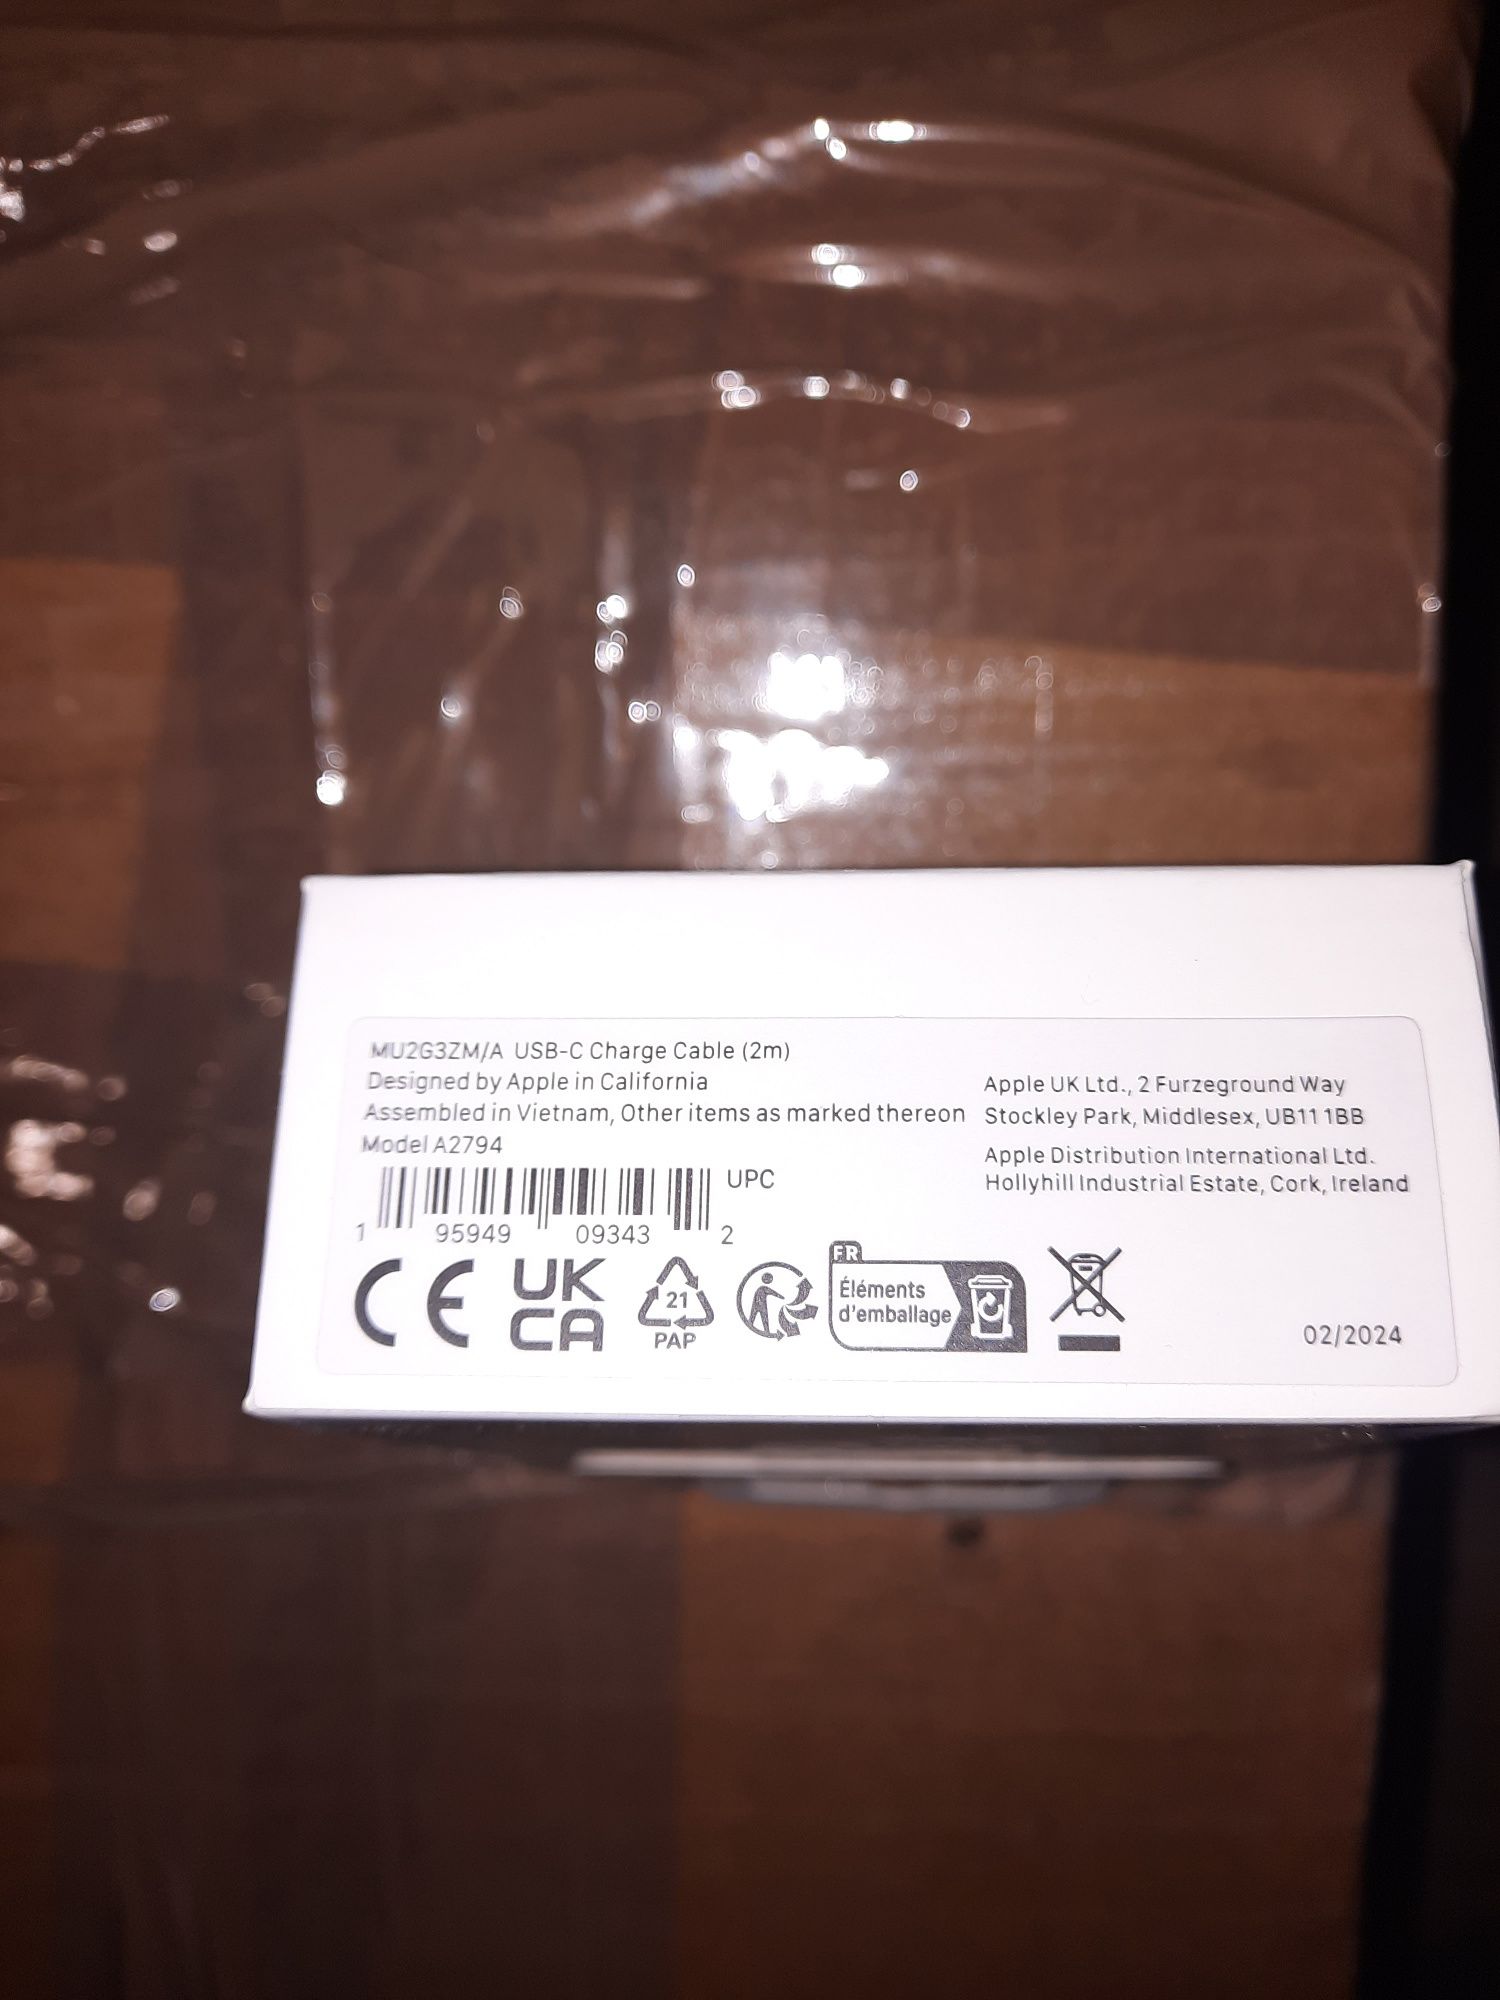 MU2G3ZM/A USB-C Charge Cable (2m)
Designed by Apple in California
Assembled in Vietnam, Other items as marked thereon
Model A2794
UPC
1 95949 09343 2
Apple UK Ltd., 2 Furzeground Way
Stockley Park, Middlesex, UB11 1BB
Apple Distribution International Ltd.
Hollyhill Industrial Estate, Cork, Ireland
CE
UK
CA
21
PAP
FR
Éléments
d'emballage
02/2024